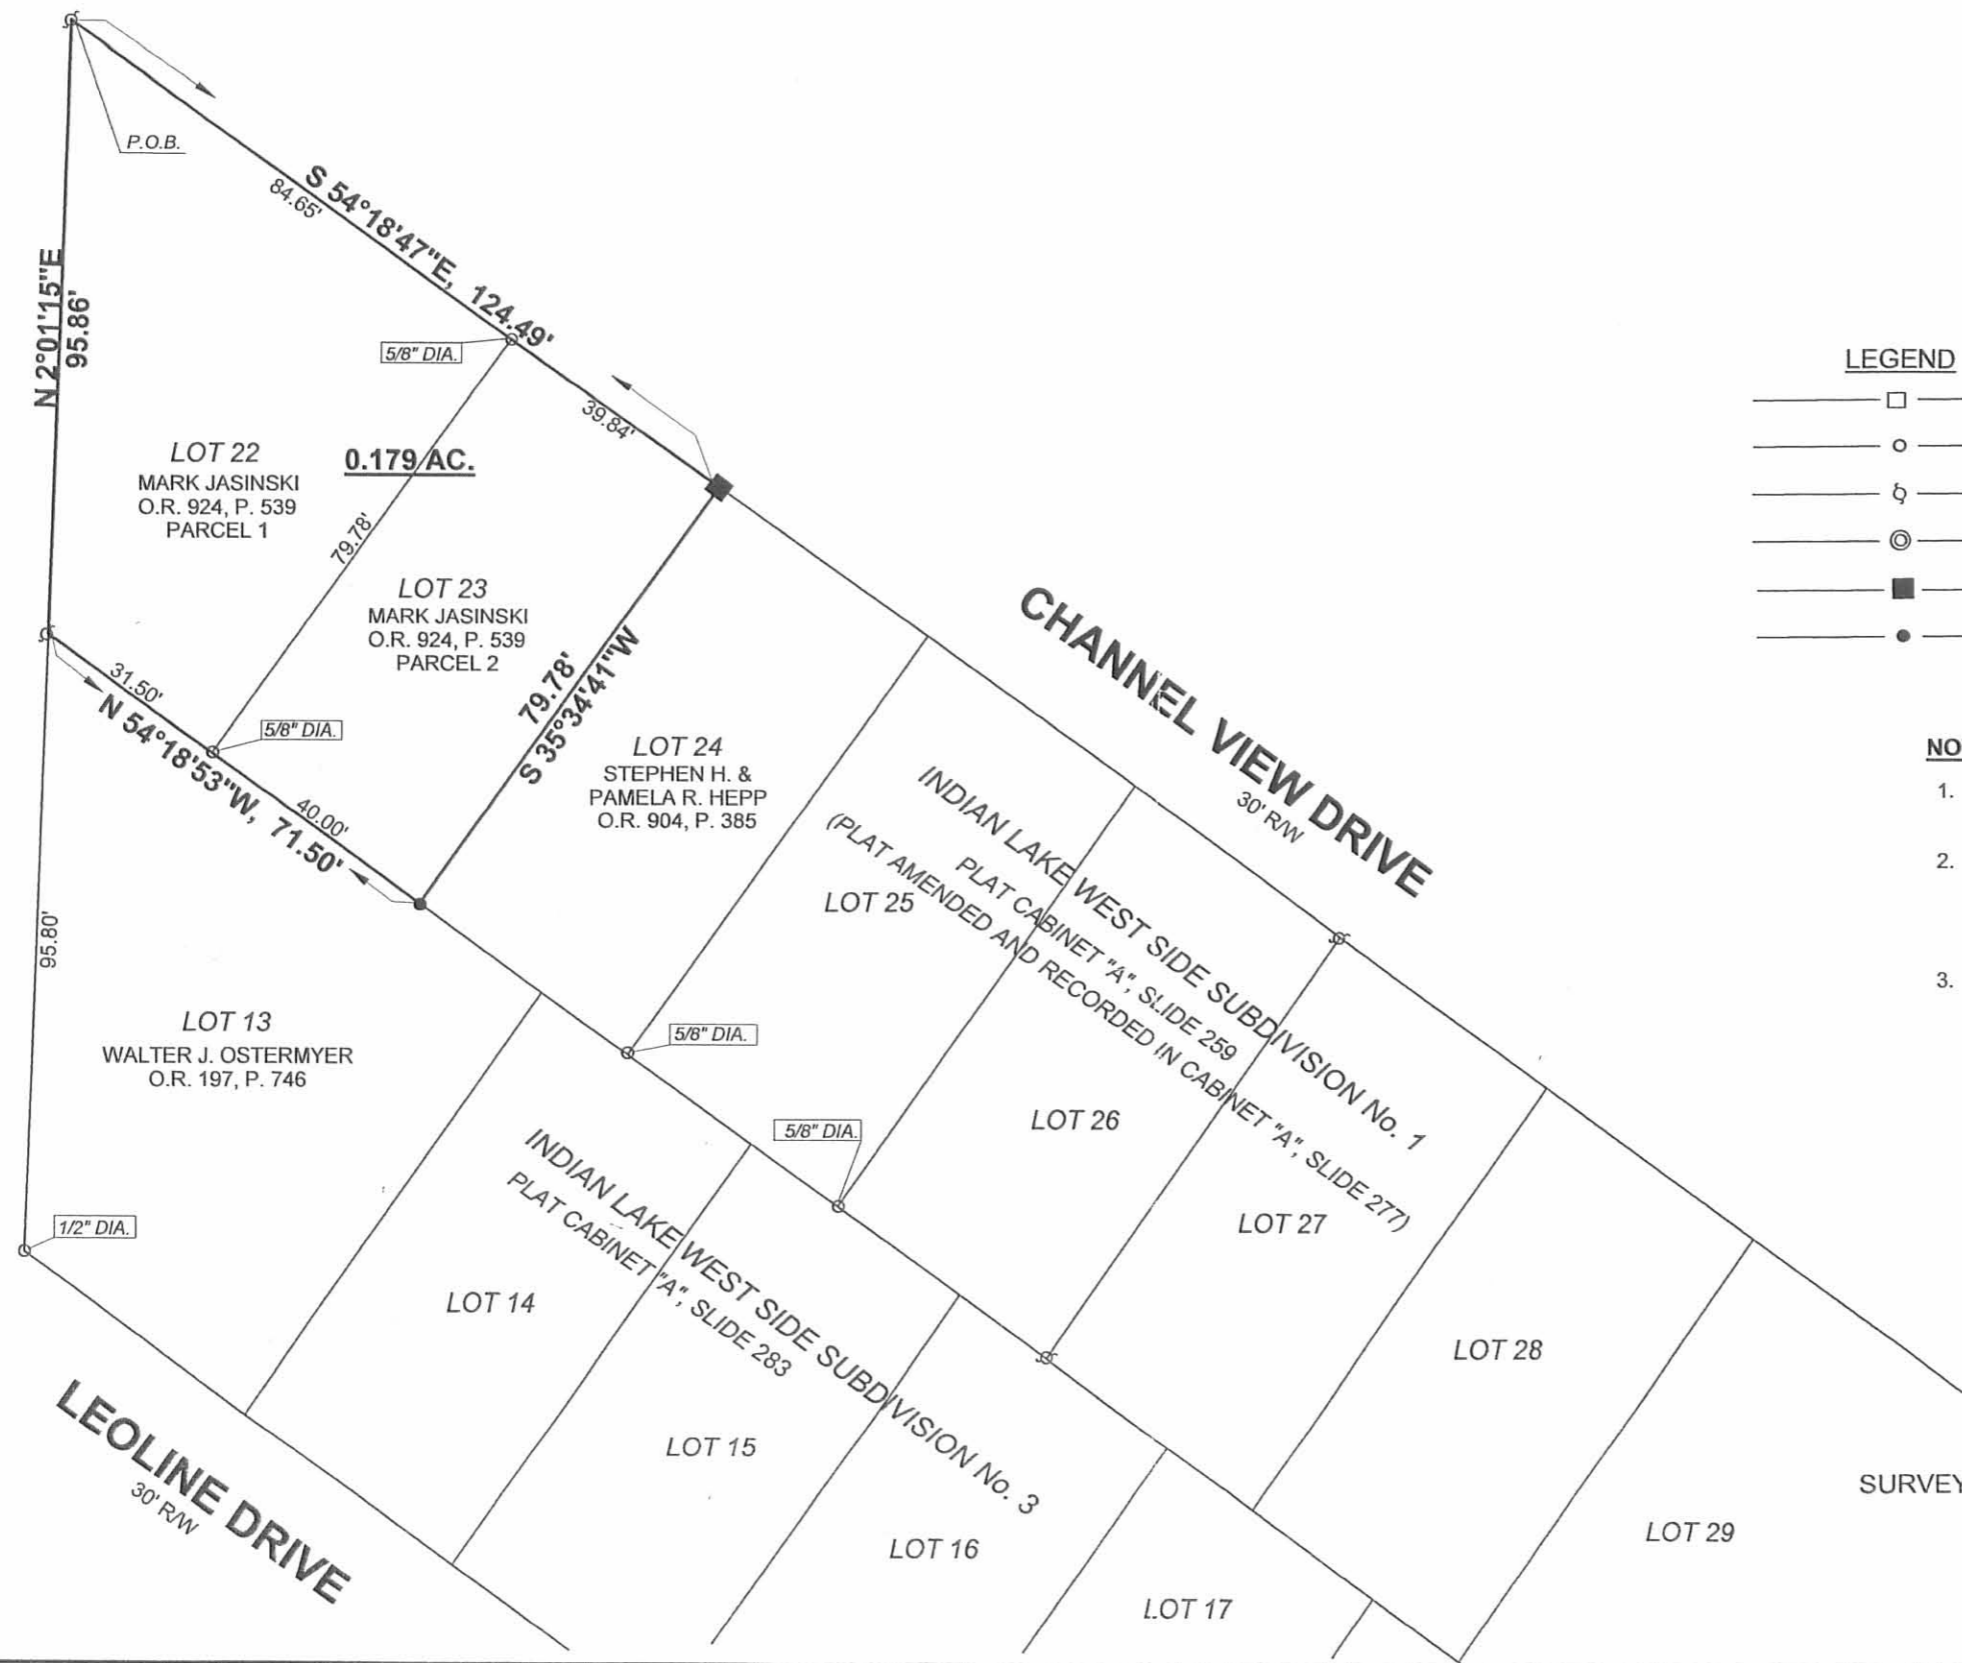 P.O.B.
S 54°18'47"E, 124.49'
84.65'
N 2°01'15"E
95.86'
5/8" DIA.
39.84'
LEGEND
LOT 22
MARK JASINSKI
O.R. 924, P. 539
PARCEL 1
0.179 AC.
79.78'
LOT 23
MARK JASINSKI
O.R. 924, P. 539
PARCEL 2
79.78'
S 35°34'41"W
31.50'
N 54°18'53"W, 71.50'
5/8" DIA.
40.00'
LOT 24
STEPHEN H. &
PAMELA R. HEPP
O.R. 904, P. 385
CHANNEL VIEW DRIVE
30' R/W
NO
1.
2.
3.
INDIAN LAKE WEST SIDE SUBDIVISION No. 1
PLAT CABINET "A", SLIDE 259
(PLAT AMENDED AND RECORDED IN CABINET "A", SLIDE 277)
LOT 25
95.80'
LOT 13
WALTER J. OSTERMYER
O.R. 197, P. 746
5/8" DIA.
5/8" DIA.
LOT 26
LOT 27
1/2" DIA.
INDIAN LAKE WEST SIDE SUBDIVISION No. 3
PLAT CABINET "A", SLIDE 283
LOT 14
LOT 28
LEOLINE DRIVE
30' R/W
LOT 15
SURVEY
LOT 29
LOT 16
LOT 17